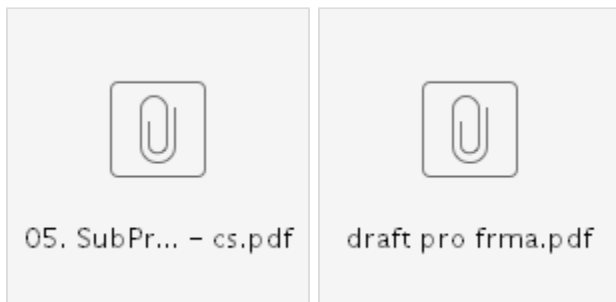 05. SubPr... – cs.pdf
draft pro frma.pdf